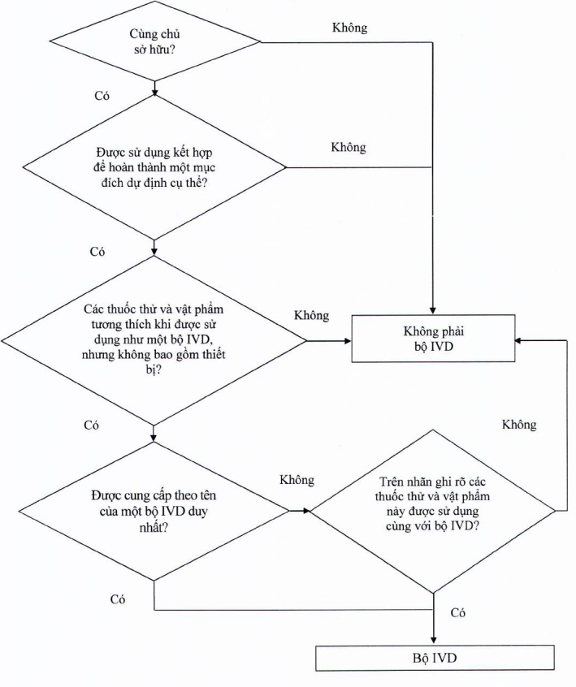 Cùng chủ
sở hữu?
Không
Có
Được sử dụng kết hợp
để hoàn thành một mục
đích dự định cụ thể?
Không
Có
Các thuốc thử và vật phẩm
tương thích khi được sử
dụng như một bộ IVD,
nhưng không bao gồm thiết
bị?
Không
Không phải
bộ IVD
Có
Không
Được cung cấp theo tên
của một bộ IVD duy
nhất?
Không
Trên nhãn ghi rõ các
thuốc thử và vật phẩm
này được sử dụng
cùng với bộ IVD?
Có
Có
Bộ IVD